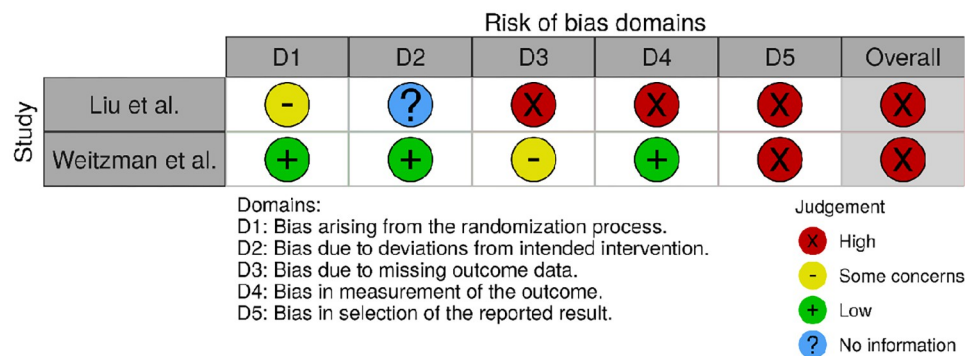 Risk of bias domains
D1 D2 D3 D4 D5 Overall
Study
Liu et al. - ? X X X X
Weitzman et al. + + - + X X
Domains:
D1: Bias arising from the randomization process.
D2: Bias due to deviations from intended intervention.
D3: Bias due to missing outcome data.
D4: Bias in measurement of the outcome.
D5: Bias in selection of the reported result.
Judgement
X High
- Some concerns
+ Low
? No information